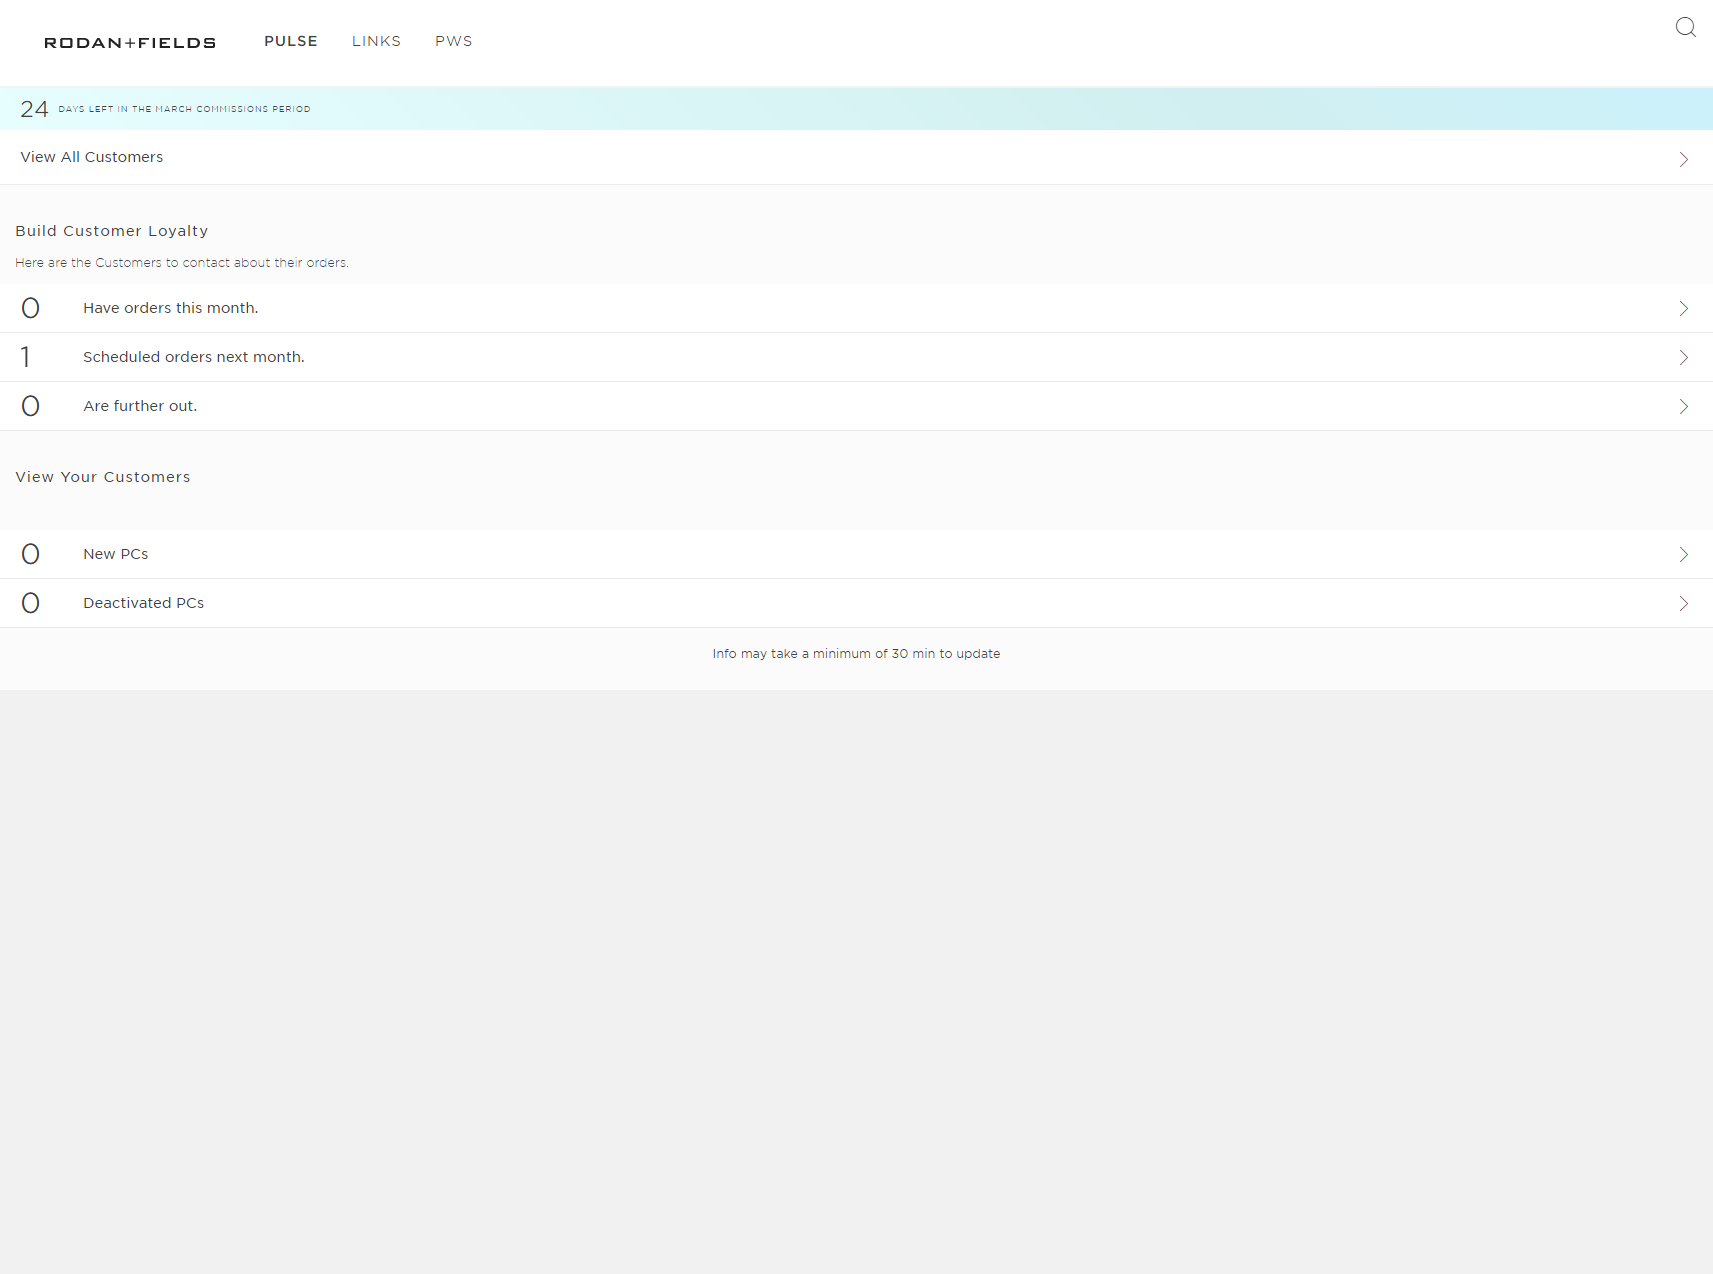 RODAN+FIELDS PULSE LINKS PWS
24 DAYS LEFT IN THE MARCH COMMISSIONS PERIOD
View All Customers
Build Customer Loyalty
Here are the Customers to contact about their orders.
0 Have orders this month.
1 Scheduled orders next month.
0 Are further out.
View Your Customers
0 New PCs
0 Deactivated PCs
Info may take a minimum of 30 min to update